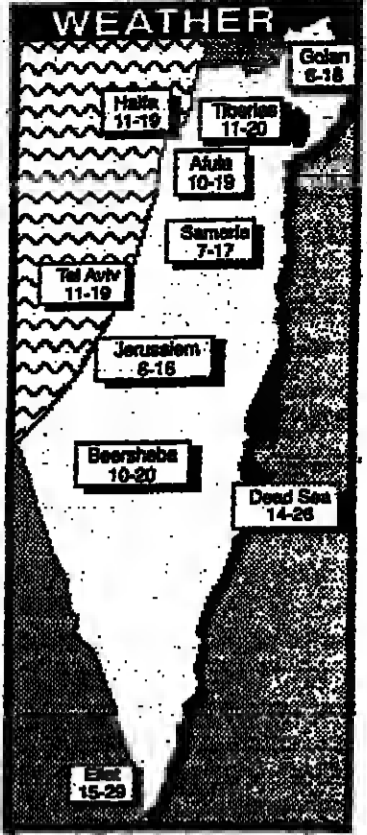 WEATHER
Golan
6-18
Haifa
11-19
Tiberias
11-20
Afula
10-19
Samaria
7-17
Tel Aviv
11-19
Jerusalem
6-16
Beersheba
10-20
Dead Sea
14-26
Eilat
15-29